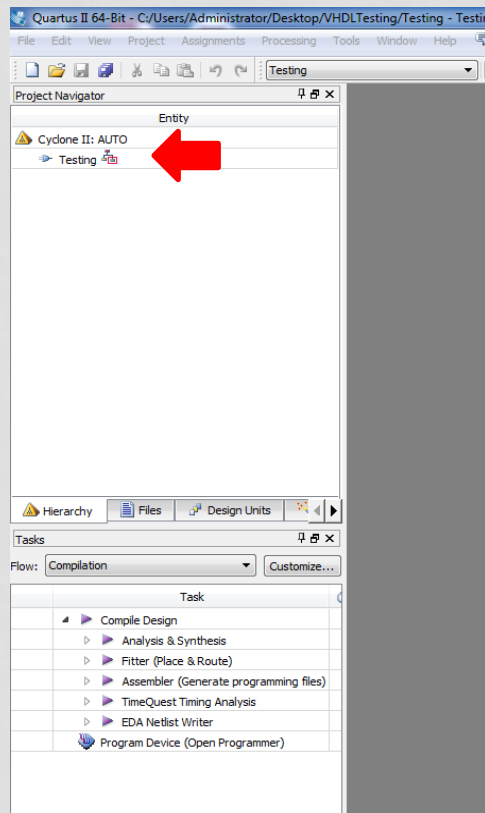 Quartus II 64-Bit - C:/Users/Administrator/Desktop/VHDLTesting/Testing - Testin
File Edit View Project Assignments Processing Tools Window Help
Testing
Project Navigator
Entity
Cyclone II: AUTO
Testing
Hierarchy Files Design Units
Tasks
Flow: Compilation Customize...
Task
Compile Design
Analysis & Synthesis
Fitter (Place & Route)
Assembler (Generate programming files)
TimeQuest Timing Analysis
EDA Netlist Writer
Program Device (Open Programmer)